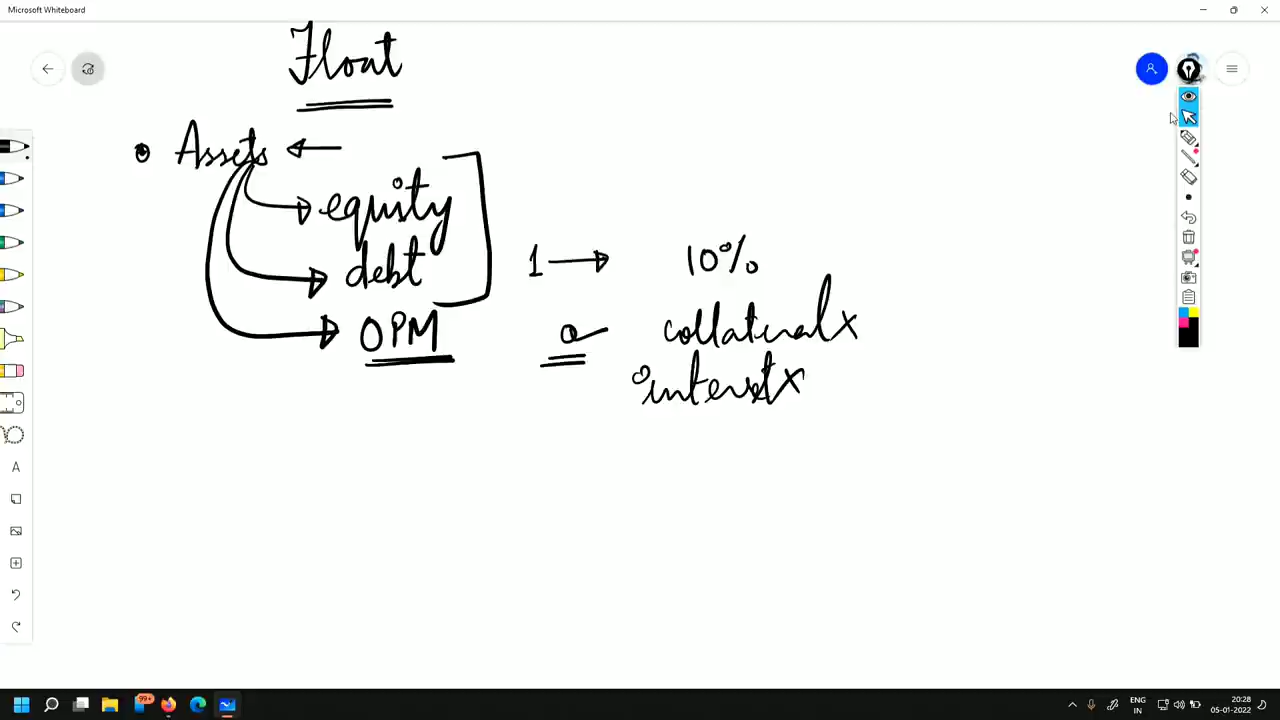 Microsoft Whiteboard
Float
Assets
equity
debt
1 → 10%
OPM
0
collateral x
interest x
A
99+
ENG
IN
20:28
05-01-2022